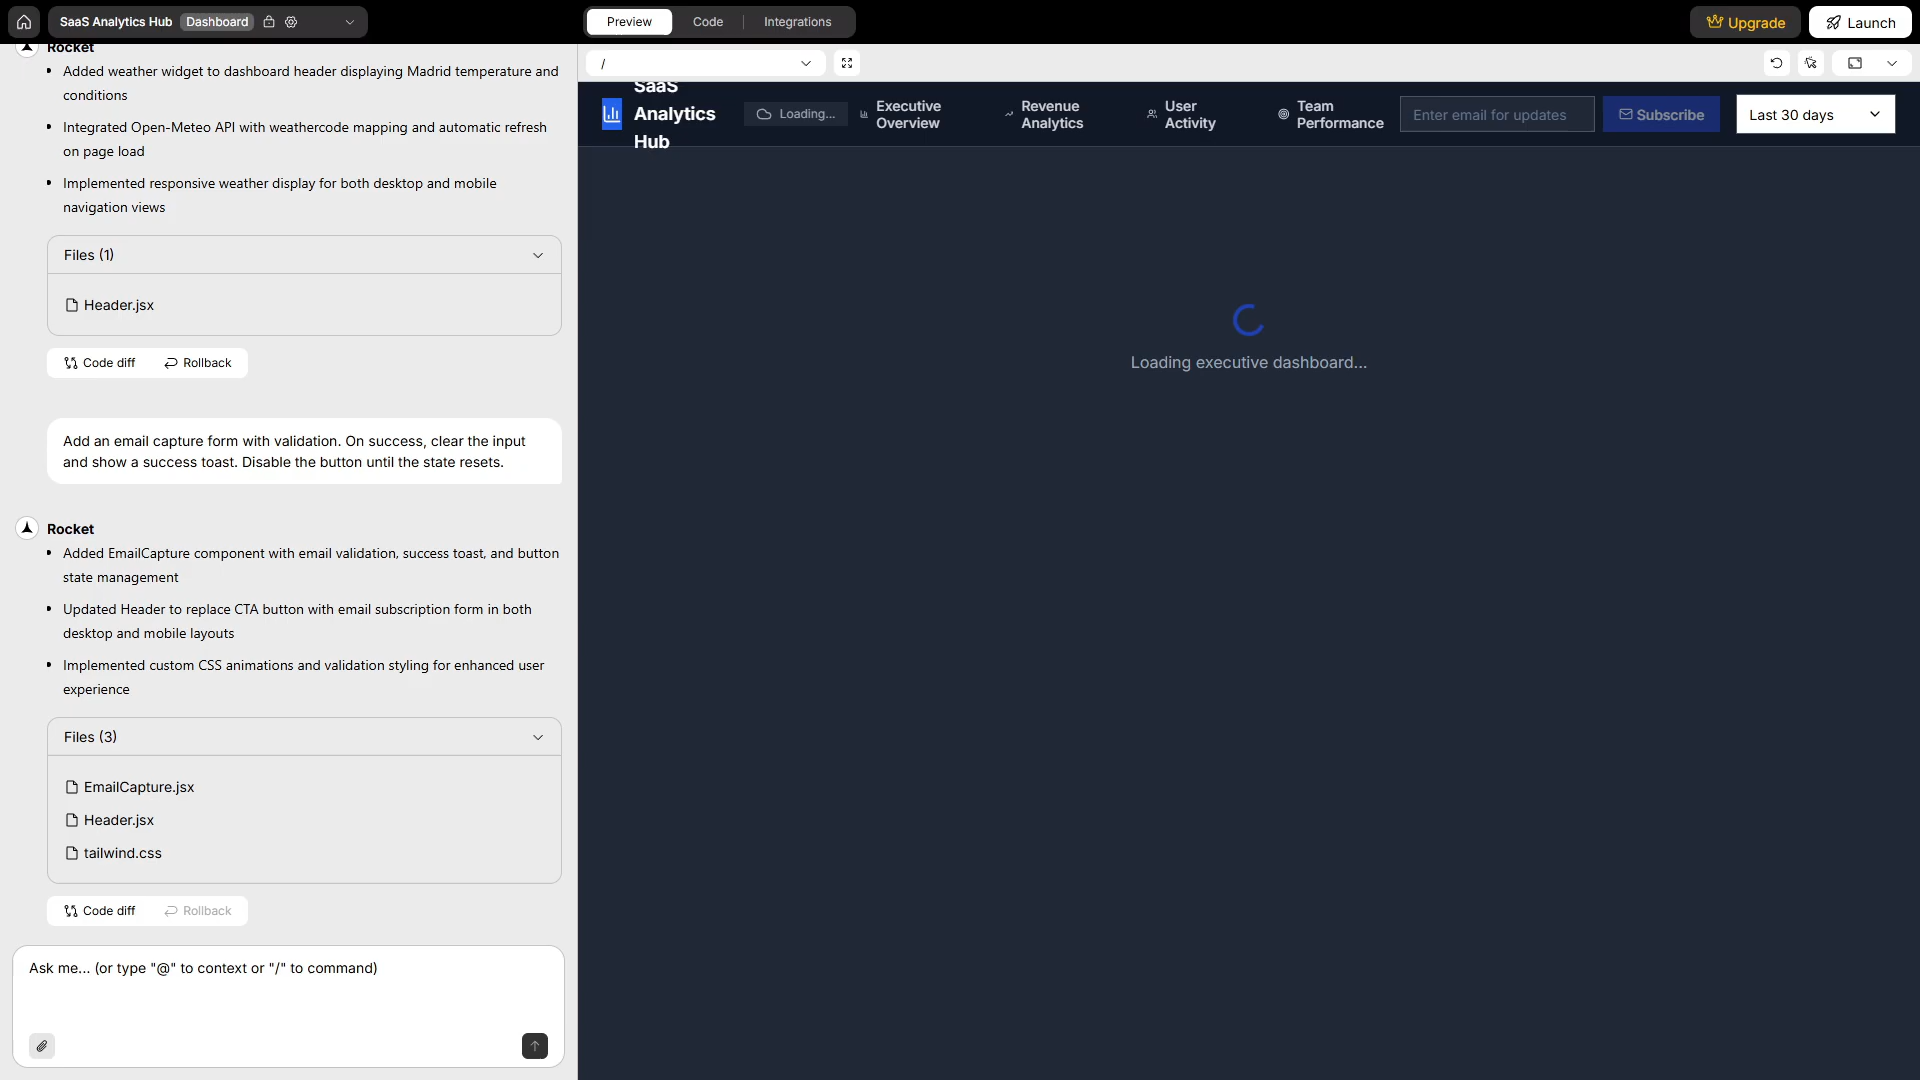 SaaS Analytics Hub Dashboard
Preview
Code
Integrations
Upgrade
Launch
Rocket
• Added weather widget to dashboard header displaying Madrid temperature and
conditions
• Integrated Open-Meteo API with weathercode mapping and automatic refresh
on page load
• Implemented responsive weather display for both desktop and mobile
navigation views
Files (1)
Header.jsx
Code diff
Rollback
Add an email capture form with validation. On success, clear the input
and show a success toast. Disable the button until the state resets.
Rocket
• Added EmailCapture component with email validation, success toast, and button
state management
• Updated Header to replace CTA button with email subscription form in both
desktop and mobile layouts
• Implemented custom CSS animations and validation styling for enhanced user
experience
Files (3)
EmailCapture.jsx
Header.jsx
tailwind.css
Code diff
Rollback
Ask me... (or type "@" to context or "/" to command)
/
SaaS
Analytics
Hub
Loading...
Executive
Overview
Revenue
Analytics
User
Activity
Team
Performance
Enter email for updates
Subscribe
Last 30 days
Loading executive dashboard...